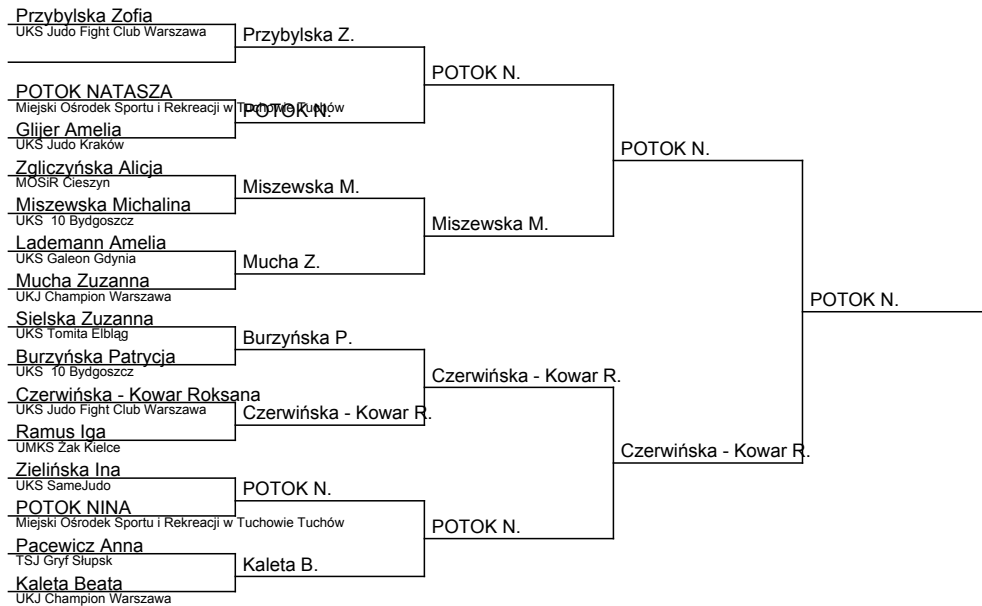 Przybylska Zofia
UKS Judo Fight Club Warszawa
Przybylska Z.
POTOK N.
POTOK NATASZA
Miejski Ośrodek Sportu i Rekreacji w Tuchowie Tuchów
POTOK N.
Glijer Amelia
UKS Judo Kraków
POTOK N.
Zgliczyńska Alicja
MOSiR Cieszyn
Miszewska M.
Miszewska Michalina
UKS 10 Bydgoszcz
Miszewska M.
Lademann Amelia
UKS Galeon Gdynia
Mucha Z.
Mucha Zuzanna
UKJ Champion Warszawa
POTOK N.
Sielska Zuzanna
UKS Tomita Elbląg
Burzyńska P.
Burzyńska Patrycja
UKS 10 Bydgoszcz
Czerwińska - Kowar R.
Czerwińska - Kowar Roksana
UKS Judo Fight Club Warszawa
Czerwińska - Kowar R.
Ramus Iga
UMKS Żak Kielce
Czerwińska - Kowar R.
Zielińska Ina
UKS SameJudo
POTOK N.
POTOK NINA
Miejski Ośrodek Sportu i Rekreacji w Tuchowie Tuchów
POTOK N.
Pacewicz Anna
TSJ Gryf Słupsk
Kaleta B.
Kaleta Beata
UKJ Champion Warszawa